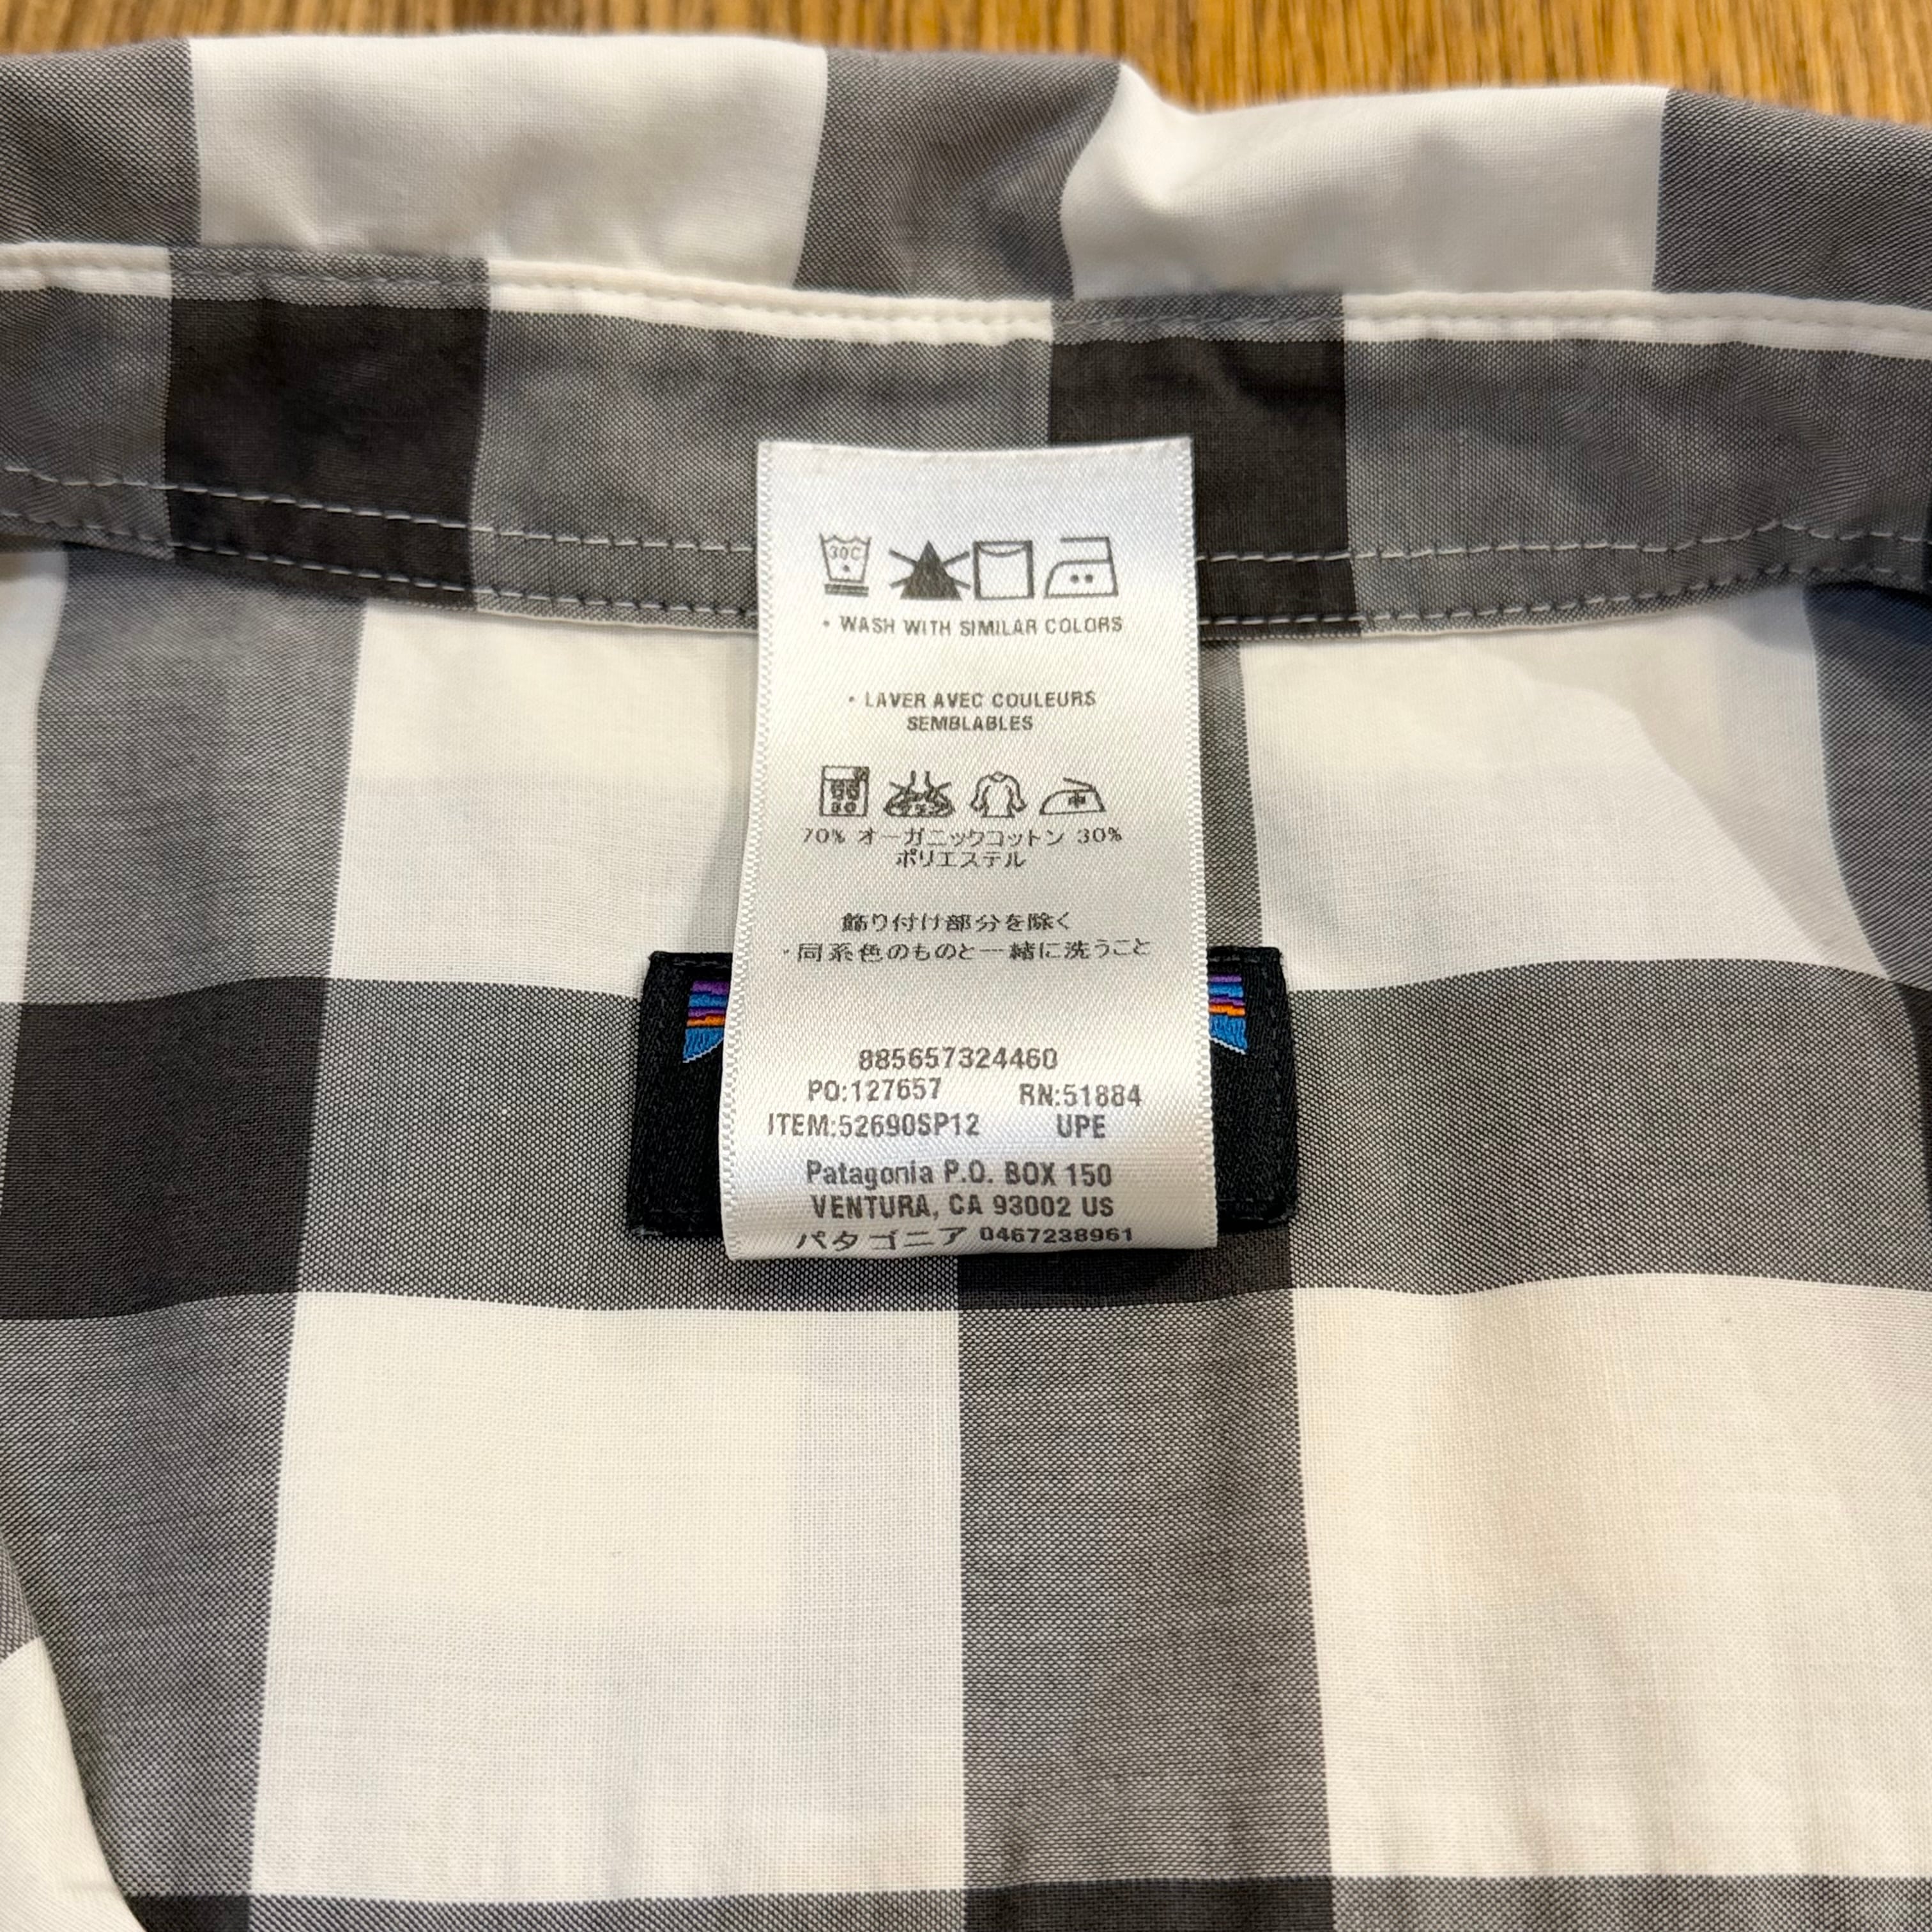 30C
• WASH WITH SIMILAR COLORS
• LAVER AVEC COULEURS
SEMBLABLES
中
70% オーガニックコットン 30%
ポリエステル
飾り付け部分を除く
・同系色のものと一緒に洗うこと
885657324460
PO:127657 RN:51884
ITEM:52690SP12 UPE
Patagonia P.O. BOX 150
VENTURA, CA 93002 US
パタゴニア 0467238961